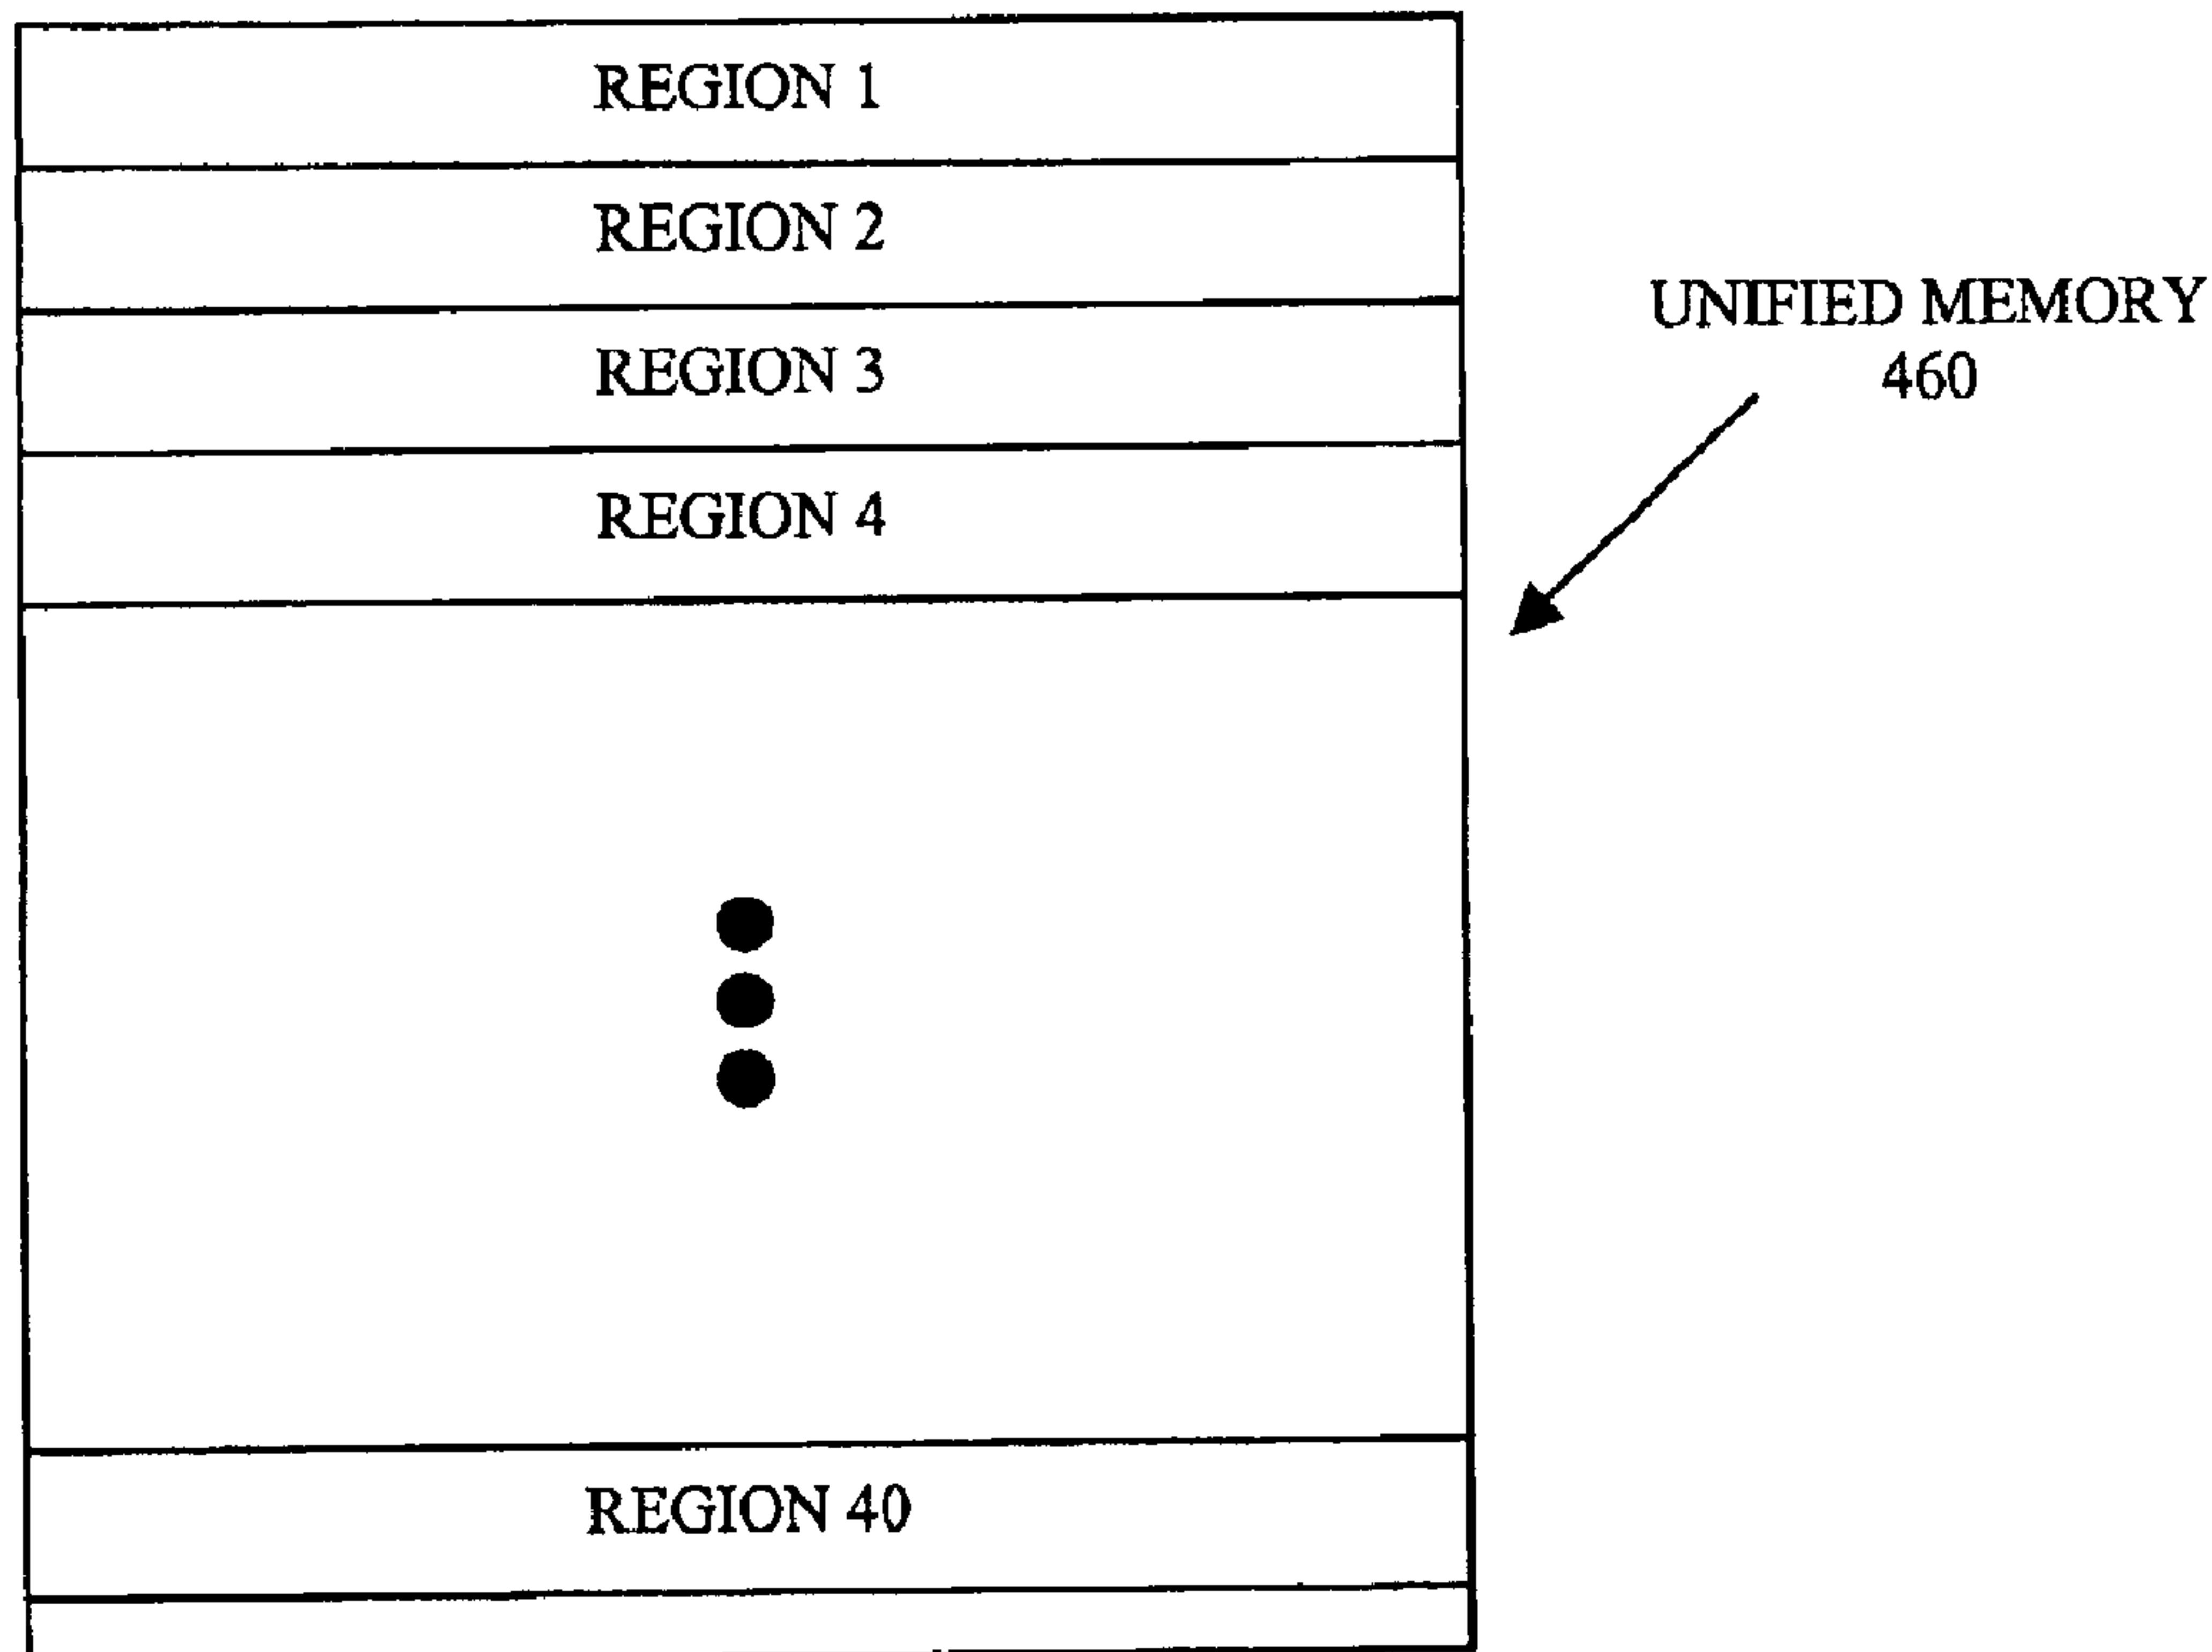 REGION 1
REGION 2
REGION 3
REGION 4
REGION 40
UNIFIED MEMORY
460